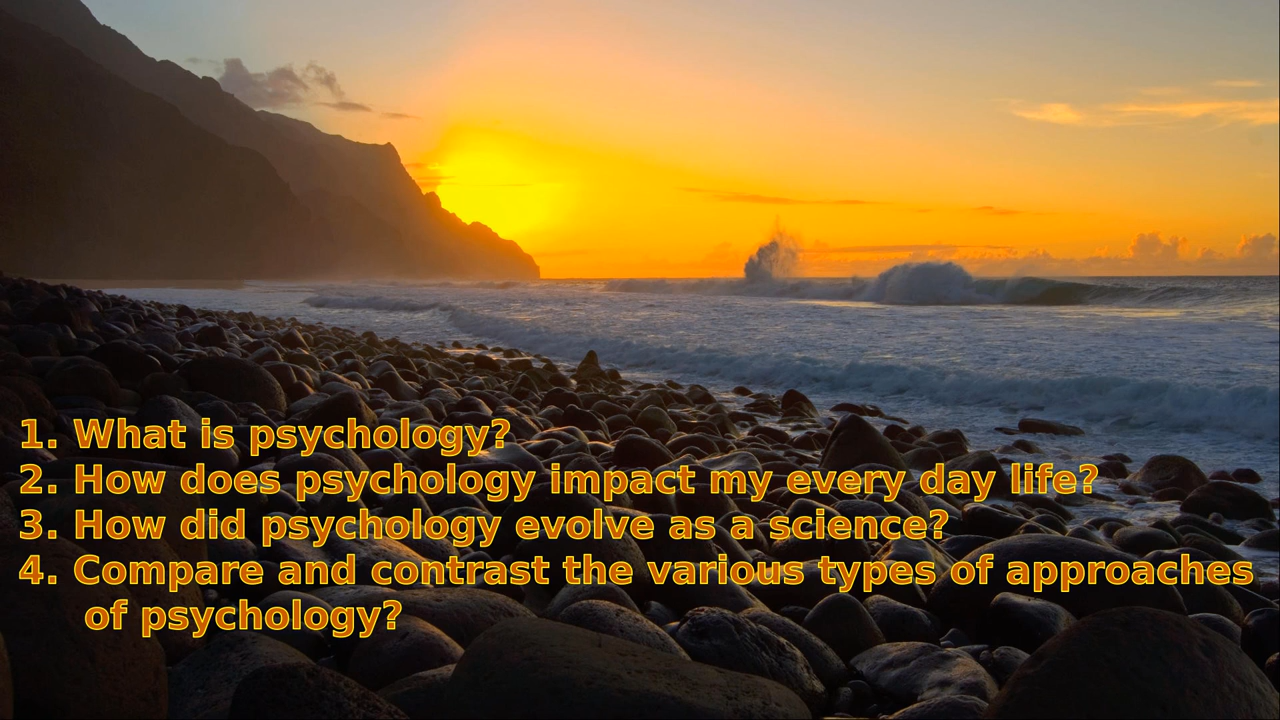 1. What is psychology?
2. How does psychology impact my every day life?
3. How did psychology evolve as a science?
4. Compare and contrast the various types of approaches
of psychology?